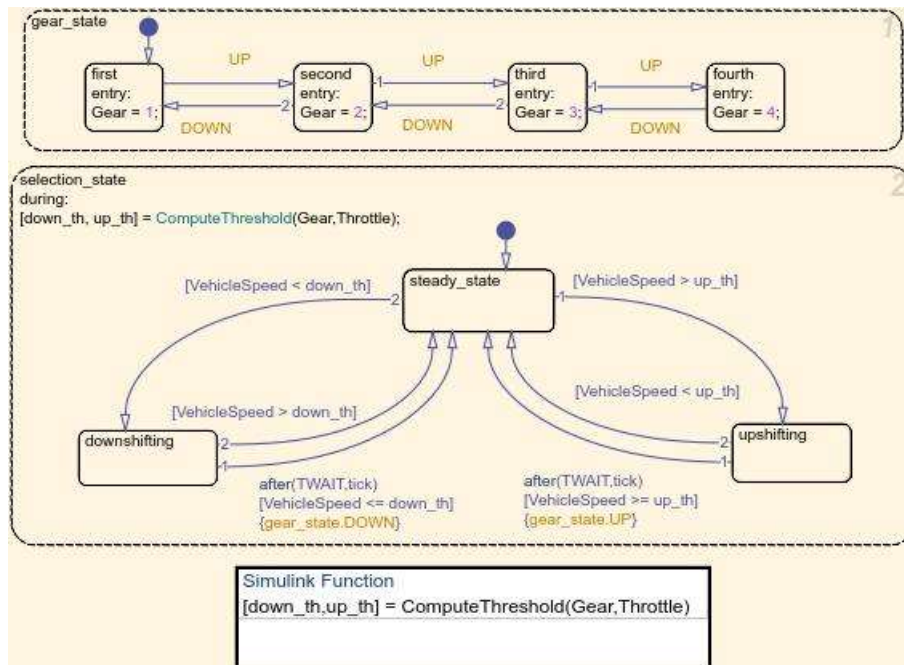 gear_state
1
UP
UP
UP
first
entry:
Gear = 1;
second
entry:
Gear = 2;
third
entry:
Gear = 3;
fourth
entry:
Gear = 4;
1
1
2
2
DOWN
DOWN
DOWN
selection_state
2
during:
[down_th, up_th] = ComputeThreshold(Gear,Throttle);
steady_state
[VehicleSpeed < down_th]
2
1
[VehicleSpeed > up_th]
[VehicleSpeed > down_th]
[VehicleSpeed < up_th]
downshifting
2
1
upshifting
2
1
after(TWAIT,tick)
[VehicleSpeed <= down_th]
{gear_state.DOWN}
after(TWAIT,tick)
[VehicleSpeed >= up_th]
{gear_state.UP}
Simulink Function
[down_th,up_th] = ComputeThreshold(Gear,Throttle)